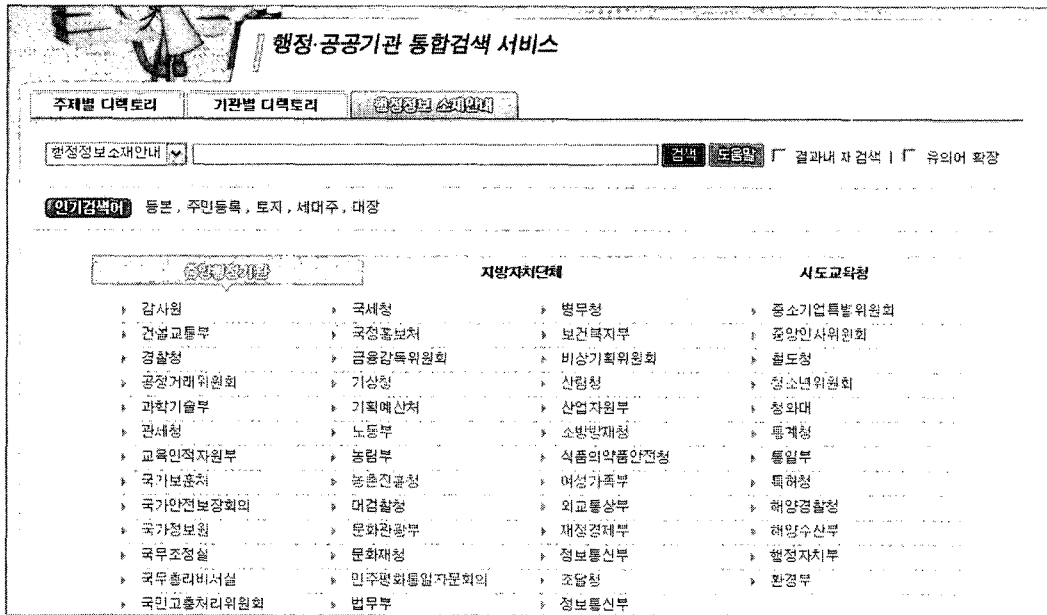 행정·공공기관 통합검색 서비스
주제별 디렉토리 기관별 디렉토리 행정정보 소재안내
행정정보소재안내 검색 도움말 결과내 재검색 | 유의어 확장
인기검색어 등본, 주민등록, 토지, 세대주, 대장
중앙행정기관 지방자치단체 시도교육청
감사원 국세청 병무청 중소기업특별위원회
건설교통부 국정홍보처 보건복지부 중앙인사위원회
경찰청 금융감독위원회 비상기획위원회 철도청
공정거래위원회 기상청 산림청 청소년위원회
과학기술부 기획예산처 산업자원부 청와대
관세청 노동부 소방방재청 통계청
교육인적자원부 농림부 식품의약품안전청 통일부
국가보훈처 농촌진흥청 여성가족부 특허청
국가안전보장회의 대검찰청 외교통상부 해양경찰청
국가정보원 문화관광부 재정경제부 해양수산부
국무조정실 문화재청 정보통신부 행정자치부
국무총리비서실 민주평화통일자문회의 조달청 환경부
국민고충처리위원회 법무부 정보통신부